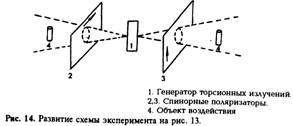 4
2
1
3
4
1. Генератор торсионных излучений.
2,3. Спинорные поляризаторы.
4. Объект воздействия
Рис. 14. Развитие схемы эксперимента на рис. 13.